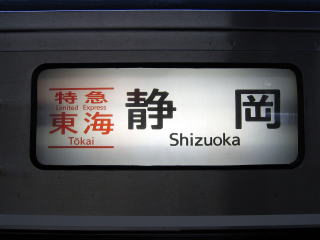 特急
Limited Express
東海
Tōkai
静岡
Shizuoka